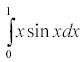 ∫₀¹ x sin x dx